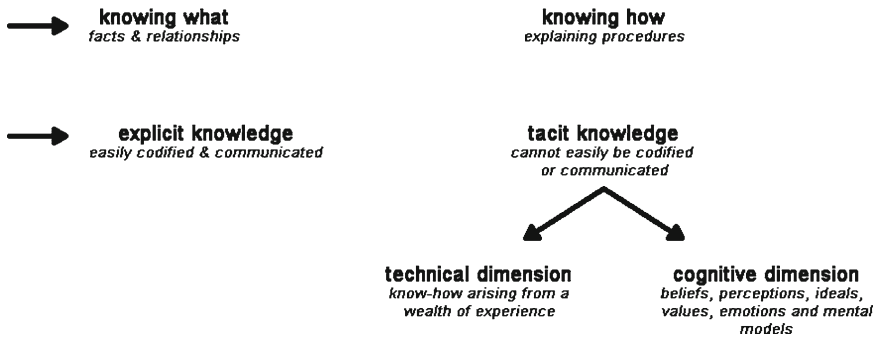 knowing what
facts & relationships
knowing how
explaining procedures
explicit knowledge
easily codified & communicated
tacit knowledge
cannot easily be codified
or communicated
technical dimension
know-how arising from a
wealth of experience
cognitive dimension
beliefs, perceptions, ideals,
values, emotions and mental
models